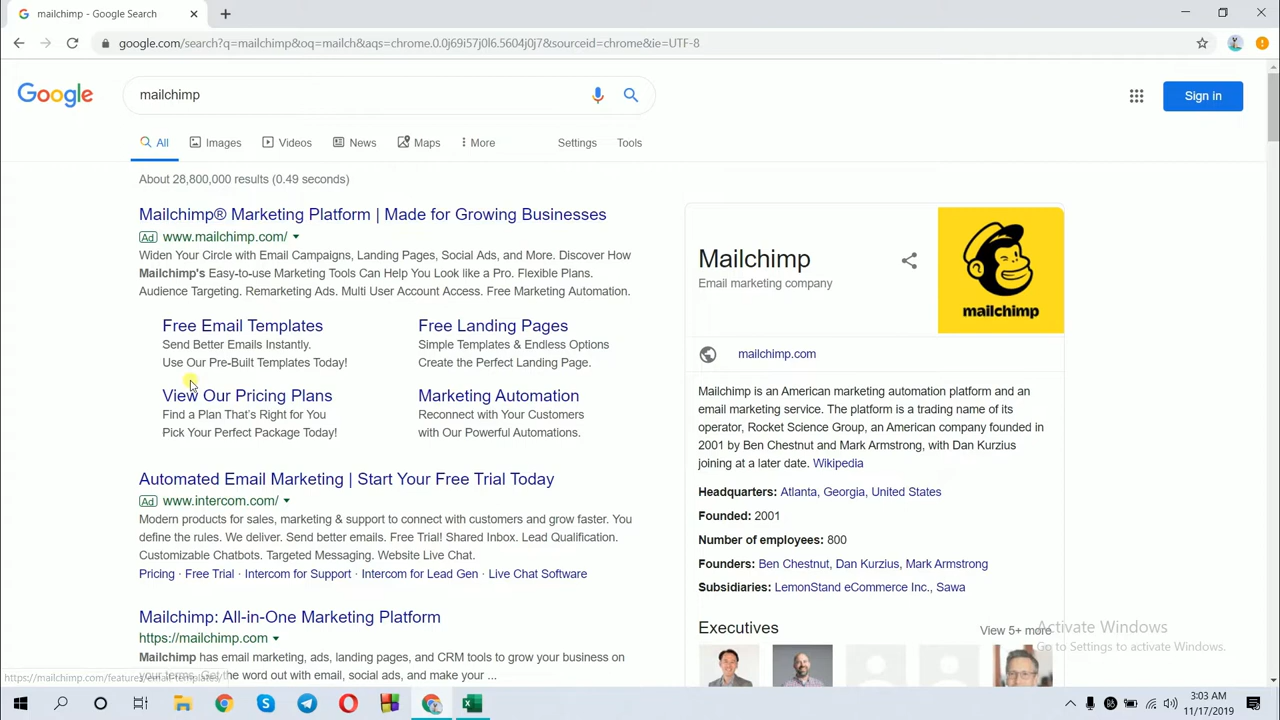 mailchimp - Google Search
google.com/search?q=mailchimp&oq=mailch&aqs=chrome.0.0j69i57j0l6.5604j0j7&sourceid=chrome&ie=UTF-8
Google
mailchimp
Sign in
All Images Videos News Maps More Settings Tools
About 28,800,000 results (0.49 seconds)
Mailchimp® Marketing Platform | Made for Growing Businesses
Ad www.mailchimp.com/
Widen Your Circle with Email Campaigns, Landing Pages, Social Ads, and More. Discover How
Mailchimp's Easy-to-use Marketing Tools Can Help You Look like a Pro. Flexible Plans.
Audience Targeting. Remarketing Ads. Multi User Account Access. Free Marketing Automation.
Free Email Templates
Send Better Emails Instantly.
Use Our Pre-Built Templates Today!
Free Landing Pages
Simple Templates & Endless Options
Create the Perfect Landing Page.
View Our Pricing Plans
Find a Plan That's Right for You
Pick Your Perfect Package Today!
Marketing Automation
Reconnect with Your Customers
with Our Powerful Automations.
Automated Email Marketing | Start Your Free Trial Today
Ad www.intercom.com/
Modern products for sales, marketing & support to connect with customers and grow faster. You
define the rules. We deliver. Send better emails. Free Trial! Shared Inbox. Lead Qualification.
Customizable Chatbots. Targeted Messaging. Website Live Chat.
Pricing · Free Trial · Intercom for Support · Intercom for Lead Gen · Live Chat Software
Mailchimp: All-in-One Marketing Platform
https://mailchimp.com
Mailchimp has email marketing, ads, landing pages, and CRM tools to grow your business on
the word out with email, social ads, and make your ...
Mailchimp
Email marketing company
mailchimp
mailchimp.com
Mailchimp is an American marketing automation platform and an
email marketing service. The platform is a trading name of its
operator, Rocket Science Group, an American company founded in
2001 by Ben Chestnut and Mark Armstrong, with Dan Kurzius
joining at a later date. Wikipedia
Headquarters: Atlanta, Georgia, United States
Founded: 2001
Number of employees: 800
Founders: Ben Chestnut, Dan Kurzius, Mark Armstrong
Subsidiaries: LemonStand eCommerce Inc., Sawa
Executives
View 5+ more
Activate Windows
Go to Settings to activate Windows.
3:03 AM
11/17/2019